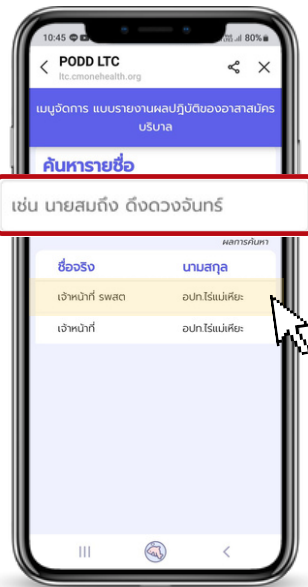 10:45
80%
PODD LTC
ltc.cmonehealth.org
เมนูจัดการ แบบรายงานผลปฏิบัติของอาสาสมัคร
บริบาล
ค้นหารายชื่อ
เช่น นายสมถึง ดึงดวงจันทร์
ผลการค้นหา
ชื่อจริง นามสกุล
เจ้าหน้าที่ รพสต อปท.ไร่แม่เหียะ
เจ้าหน้าที่ อปท.ไร่แม่เหียะ